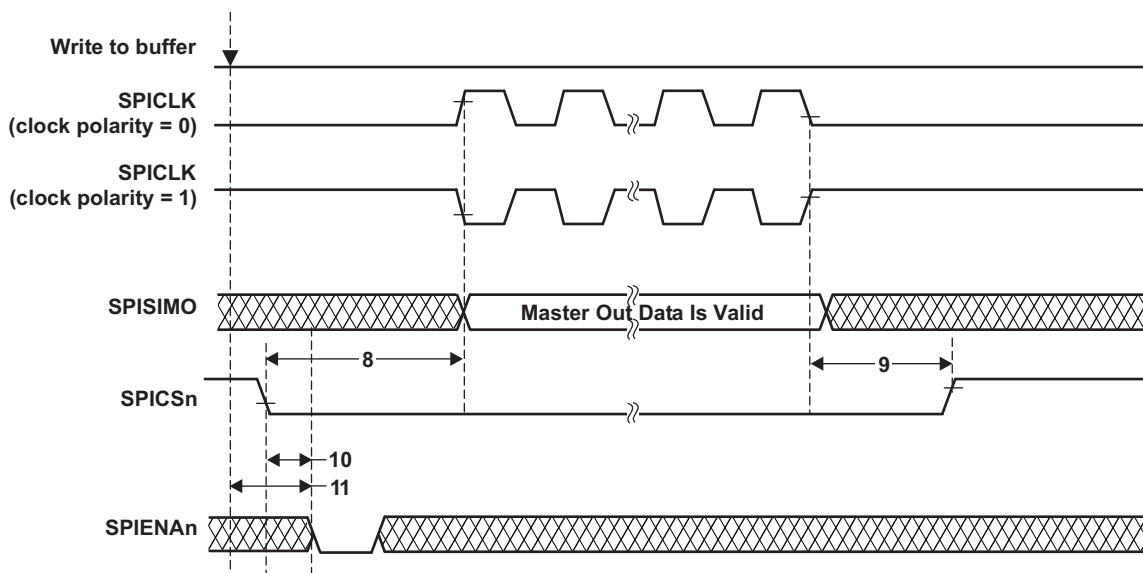 Write to buffer
SPICLK
(clock polarity = 0)
SPICLK
(clock polarity = 1)
SPISIMO
Master Out Data Is Valid
8
9
SPICSn
10
11
SPIENAn